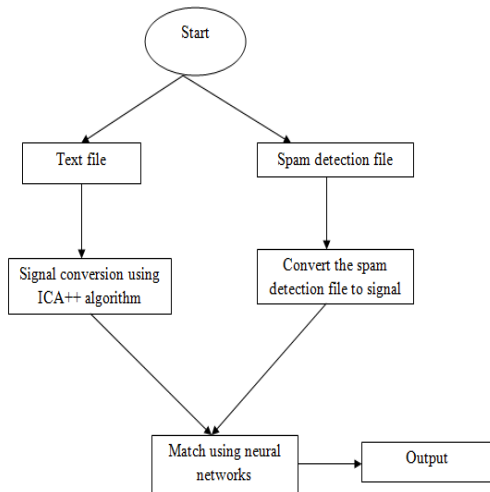 Start
Text file
Spam detection file
Signal conversion using
ICA++ algorithm
Convert the spam
detection file to signal
Match using neural
networks
Output